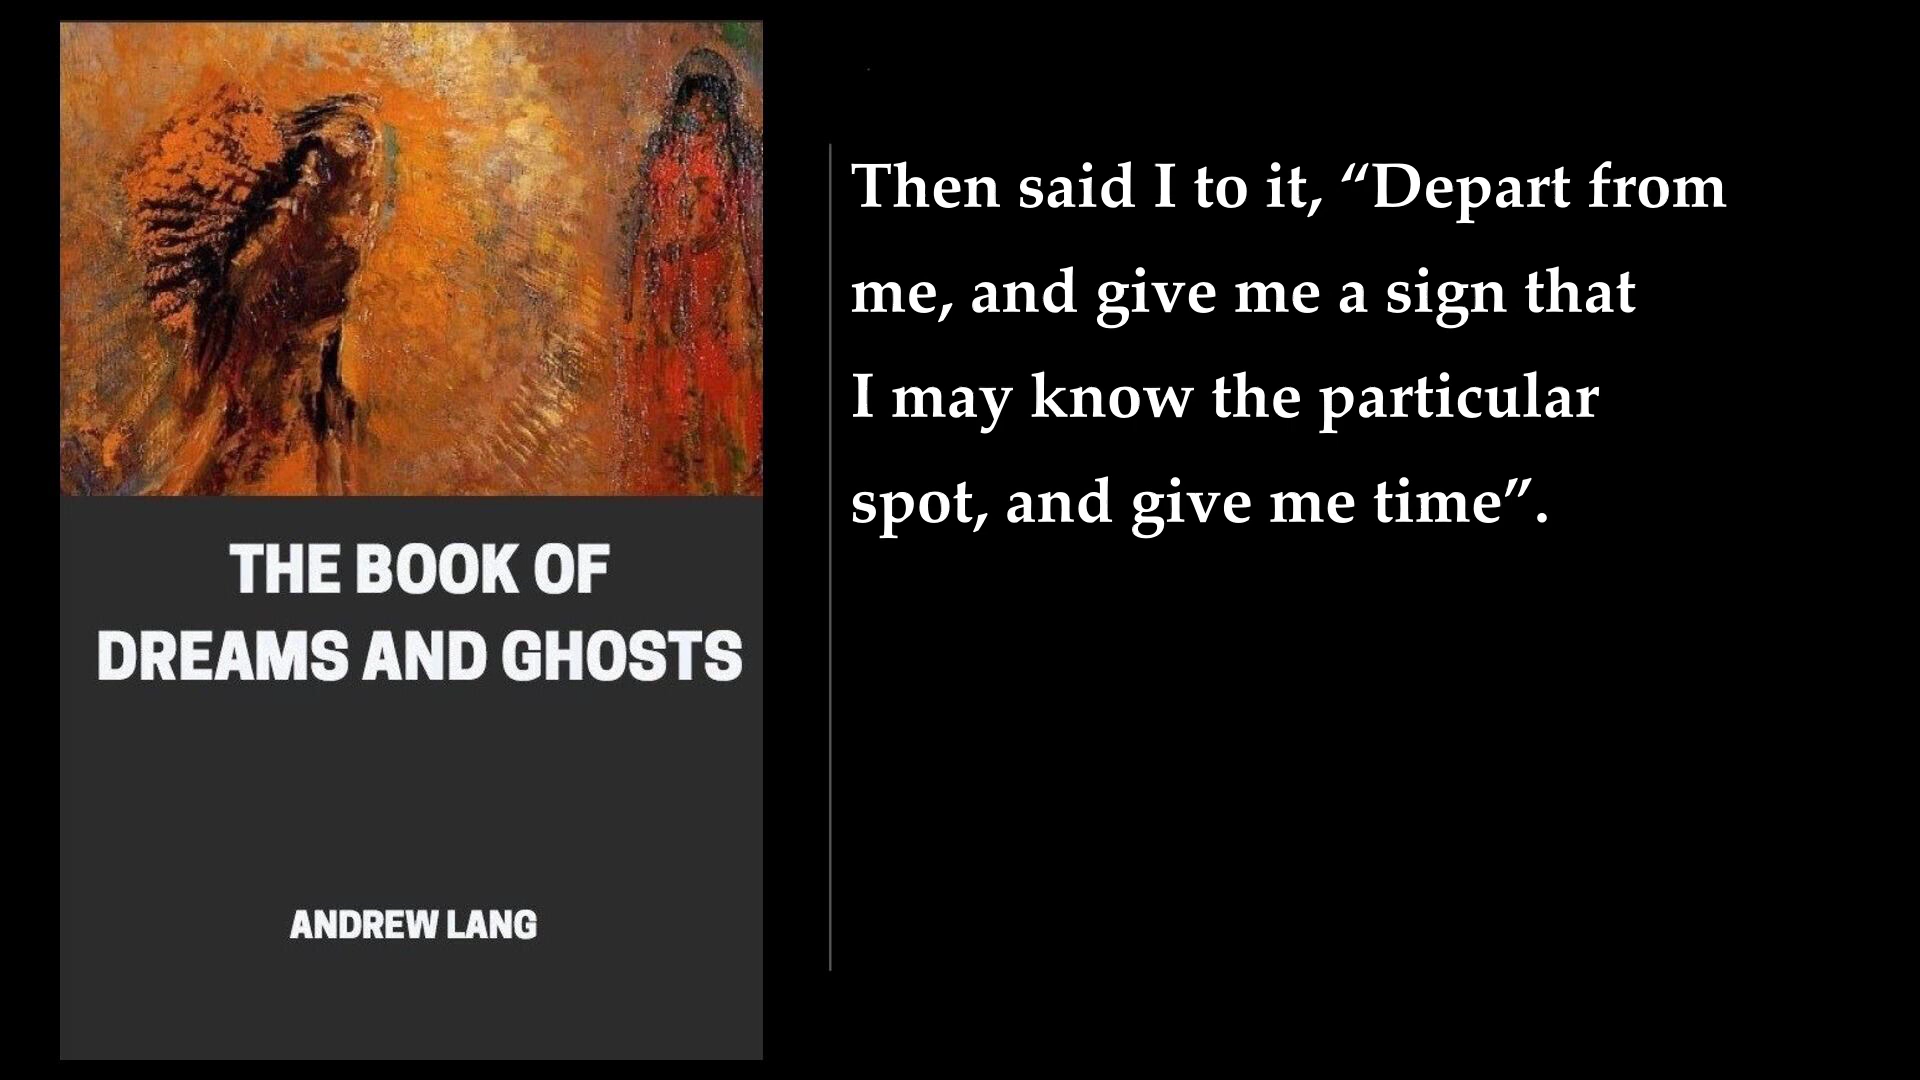 THE BOOK OF
DREAMS AND GHOSTS
ANDREW LANG
Then said I to it, “Depart from
me, and give me a sign that
I may know the particular
spot, and give me time”.